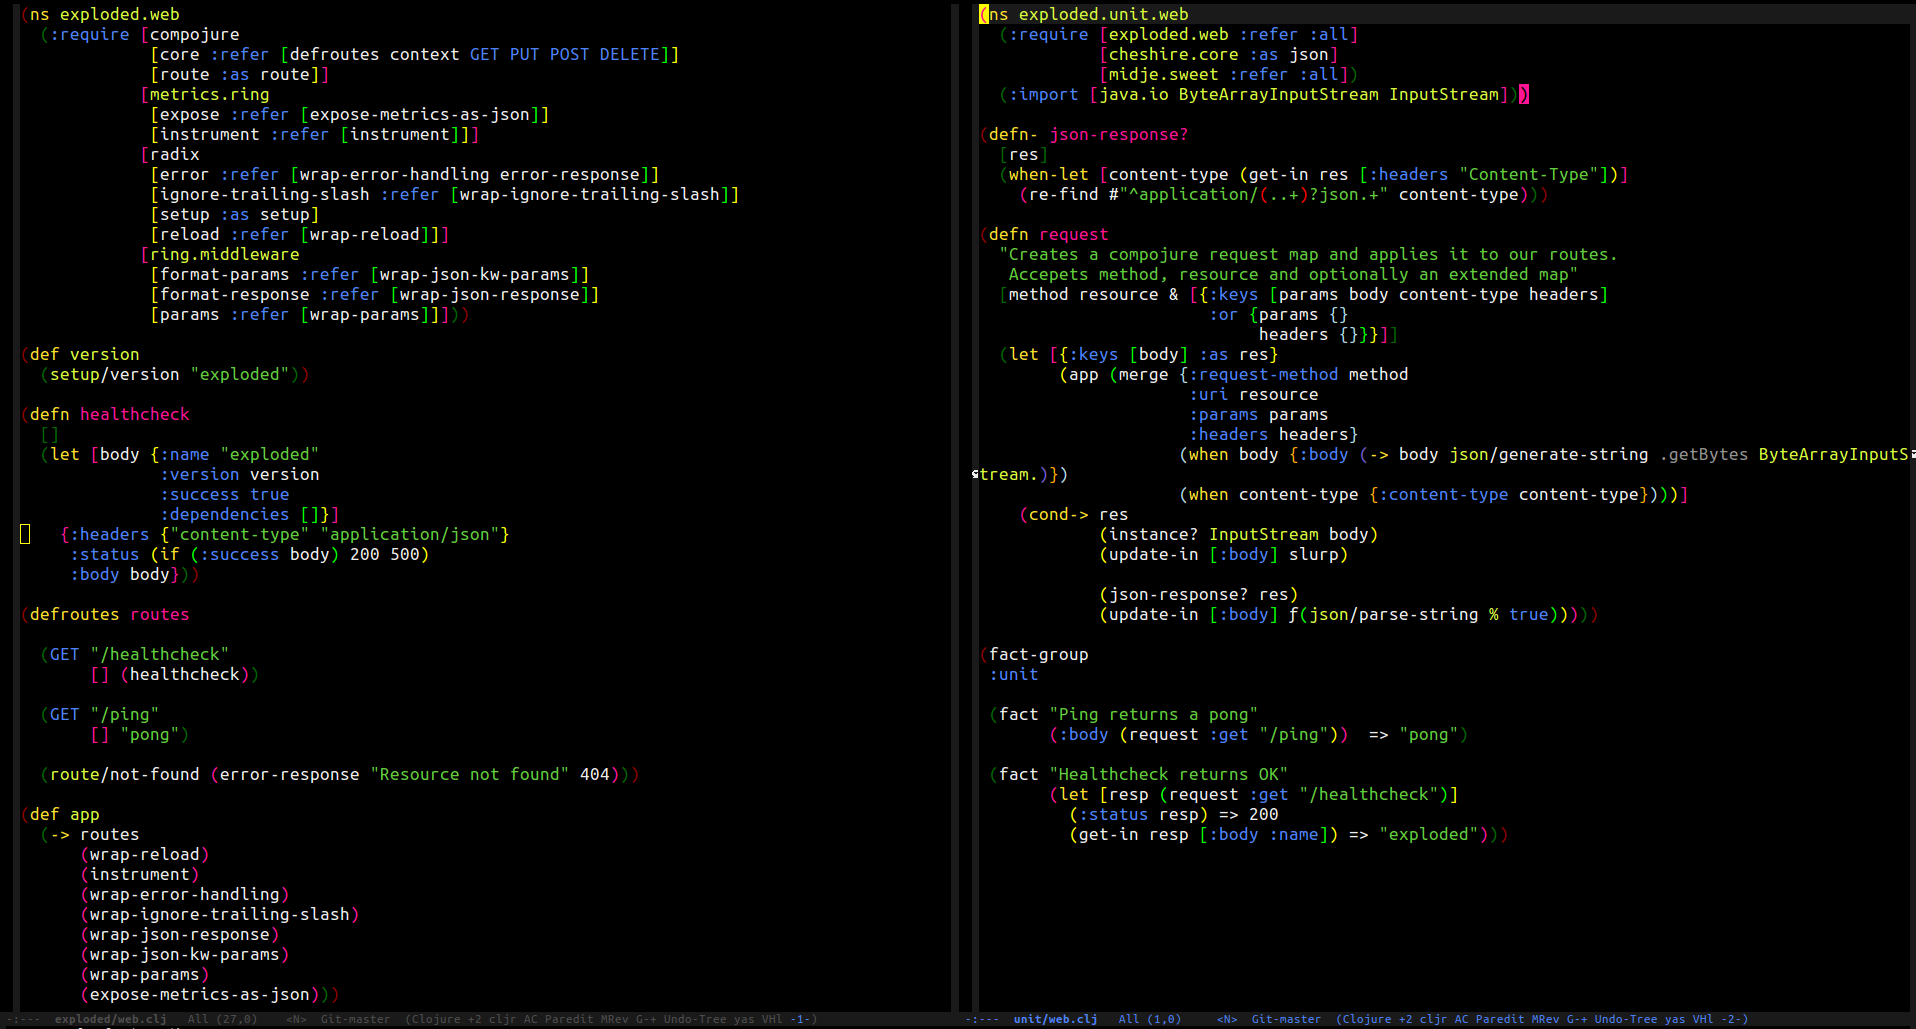 (ns exploded.web
  (:require [compojure
             [core :refer [defroutes context GET PUT POST DELETE]]
             [route :as route]]
            [metrics.ring
             [expose :refer [expose-metrics-as-json]]
             [instrument :refer [instrument]]]
            [radix
             [error :refer [wrap-error-handling error-response]]
             [ignore-trailing-slash :refer [wrap-ignore-trailing-slash]]
             [setup :as setup]
             [reload :refer [wrap-reload]]]
            [ring.middleware
             [format-params :refer [wrap-json-kw-params]]
             [format-response :refer [wrap-json-response]]
             [params :refer [wrap-params]]]))

(def version
  (setup/version "exploded"))

(defn healthcheck
  []
  (let [body {:name "exploded"
              :version version
              :success true
              :dependencies []}]
    {:headers {"content-type" "application/json"}
     :status (if (:success body) 200 500)
     :body body}))

(defroutes routes

  (GET "/healthcheck"
       [] (healthcheck))

  (GET "/ping"
       [] "pong")

  (route/not-found (error-response "Resource not found" 404)))

(def app
  (-> routes
      (wrap-reload)
      (instrument)
      (wrap-error-handling)
      (wrap-ignore-trailing-slash)
      (wrap-json-response)
      (wrap-json-kw-params)
      (wrap-params)
      (expose-metrics-as-json)))
-:---  exploded/web.clj   All (27,0)   <N>  Git-master  (Clojure +2 cljr AC Paredit MRev G-+ Undo-Tree yas VHl -1-)
(ns exploded.unit.web
  (:require [exploded.web :refer :all]
            [cheshire.core :as json]
            [midje.sweet :refer :all])
  (:import [java.io ByteArrayInputStream InputStream]))

(defn- json-response?
  [res]
  (when-let [content-type (get-in res [:headers "Content-Type"])]
    (re-find #"^application/(..+)?json.+" content-type)))

(defn request
  "Creates a compojure request map and applies it to our routes.
   Accepets method, resource and optionally an extended map"
  [method resource & [{:keys [params body content-type headers]
                       :or {params {}
                            headers {}}}]]
  (let [{:keys [body] :as res}
        (app (merge {:request-method method
                     :uri resource
                     :params params
                     :headers headers}
                    (when body {:body (-> body json/generate-string .getBytes ByteArrayInputS
tream.)})
                    (when content-type {:content-type content-type})))]
    (cond-> res
            (instance? InputStream body)
            (update-in [:body] slurp)

            (json-response? res)
            (update-in [:body] ƒ(json/parse-string % true)))))

(fact-group
 :unit

 (fact "Ping returns a pong"
       (:body (request :get "/ping"))  => "pong")

 (fact "Healthcheck returns OK"
       (let [resp (request :get "/healthcheck")]
         (:status resp) => 200
         (get-in resp [:body :name]) => "exploded")))
-:---  unit/web.clj   All (1,0)    <N>  Git-master  (Clojure +2 cljr AC Paredit MRev G-+ Undo-Tree yas VHl -2-)